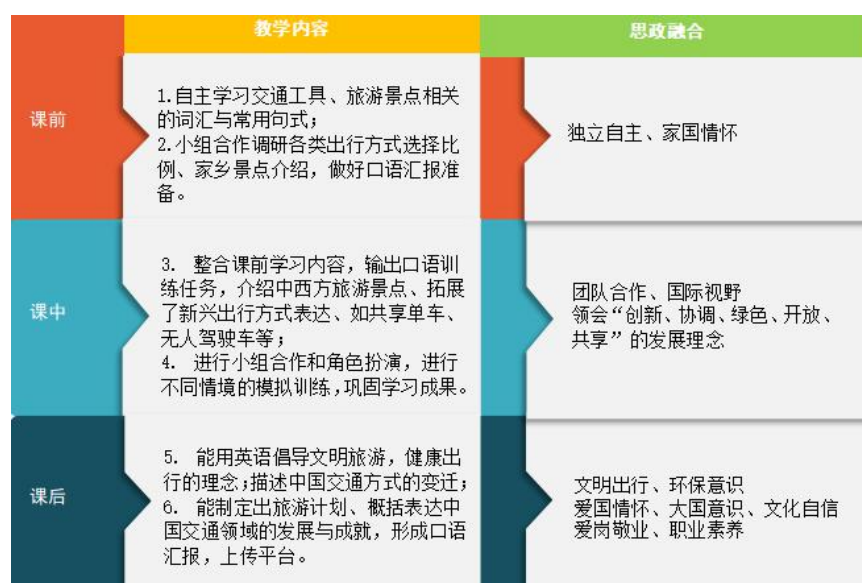 教学内容
思政融合
课前
1.自主学习交通工具、旅游景点相关
的词汇与常用句式；
2.小组合作调研各类出行方式选择比
例、家乡景点介绍，做好口语汇报准
备。
独立自主、家国情怀
课中
3. 整合课前学习内容，输出口语训
练任务，介绍中西方旅游景点、拓展
了新兴出行方式表达、如共享单车、
无人驾驶车等；
4. 进行小组合作和角色扮演，进行
不同情境的模拟训练，巩固学习成果。
团队合作、国际视野
领会“创新、协调、绿色、开放、
共享”的发展理念
课后
5. 能用英语倡导文明旅游，健康出
行的理念；描述中国交通方式的变迁；
6. 能制定出旅游计划、概括表达中
国交通领域的发展与成就，形成口语
汇报，上传平台。
文明出行、环保意识
爱国情怀、大国意识、文化自信
爱岗敬业、职业素养